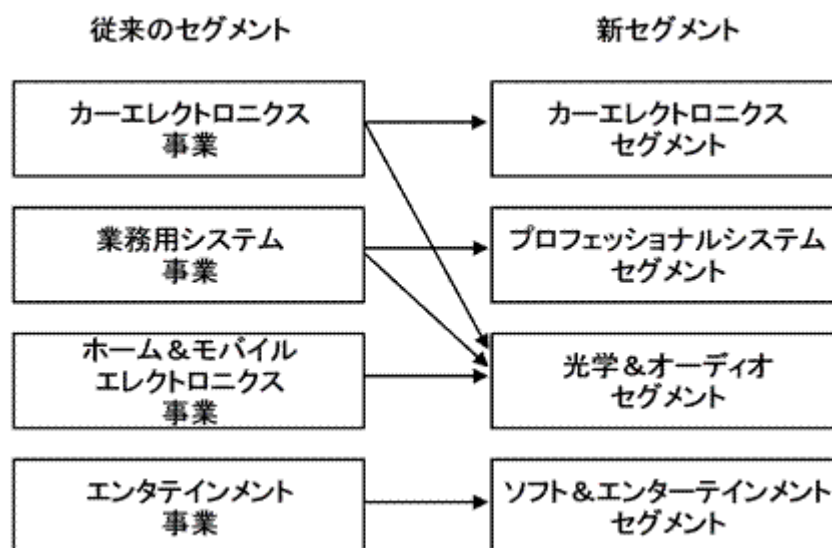 従来のセグメント
新セグメント
カーエレクトロニクス
事業
カーエレクトロニクス
セグメント
業務用システム
事業
プロフェッショナルシステム
セグメント
ホーム＆モバイル
エレクトロニクス
事業
光学＆オーディオ
セグメント
エンタテインメント
事業
ソフト＆エンターテインメント
セグメント